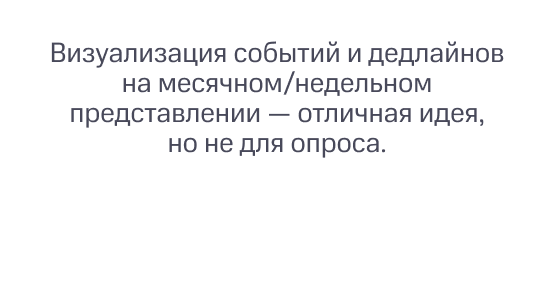 Визуализация событий и дедлайнов
на месячном/недельном
представлении — отличная идея,
но не для опроса.